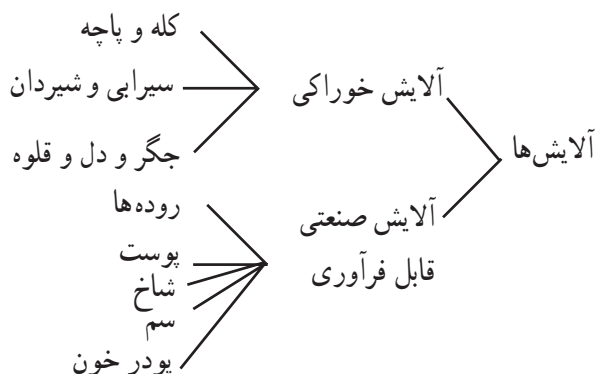 آلایش‌ها
آلایش خوراکی
کله و پاچه
سیرابی و شیردان
جگر و دل و قلوه
آلایش صنعتی
قابل فرآوری
روده‌ها
پوست
شاخ
سم
پودر خون